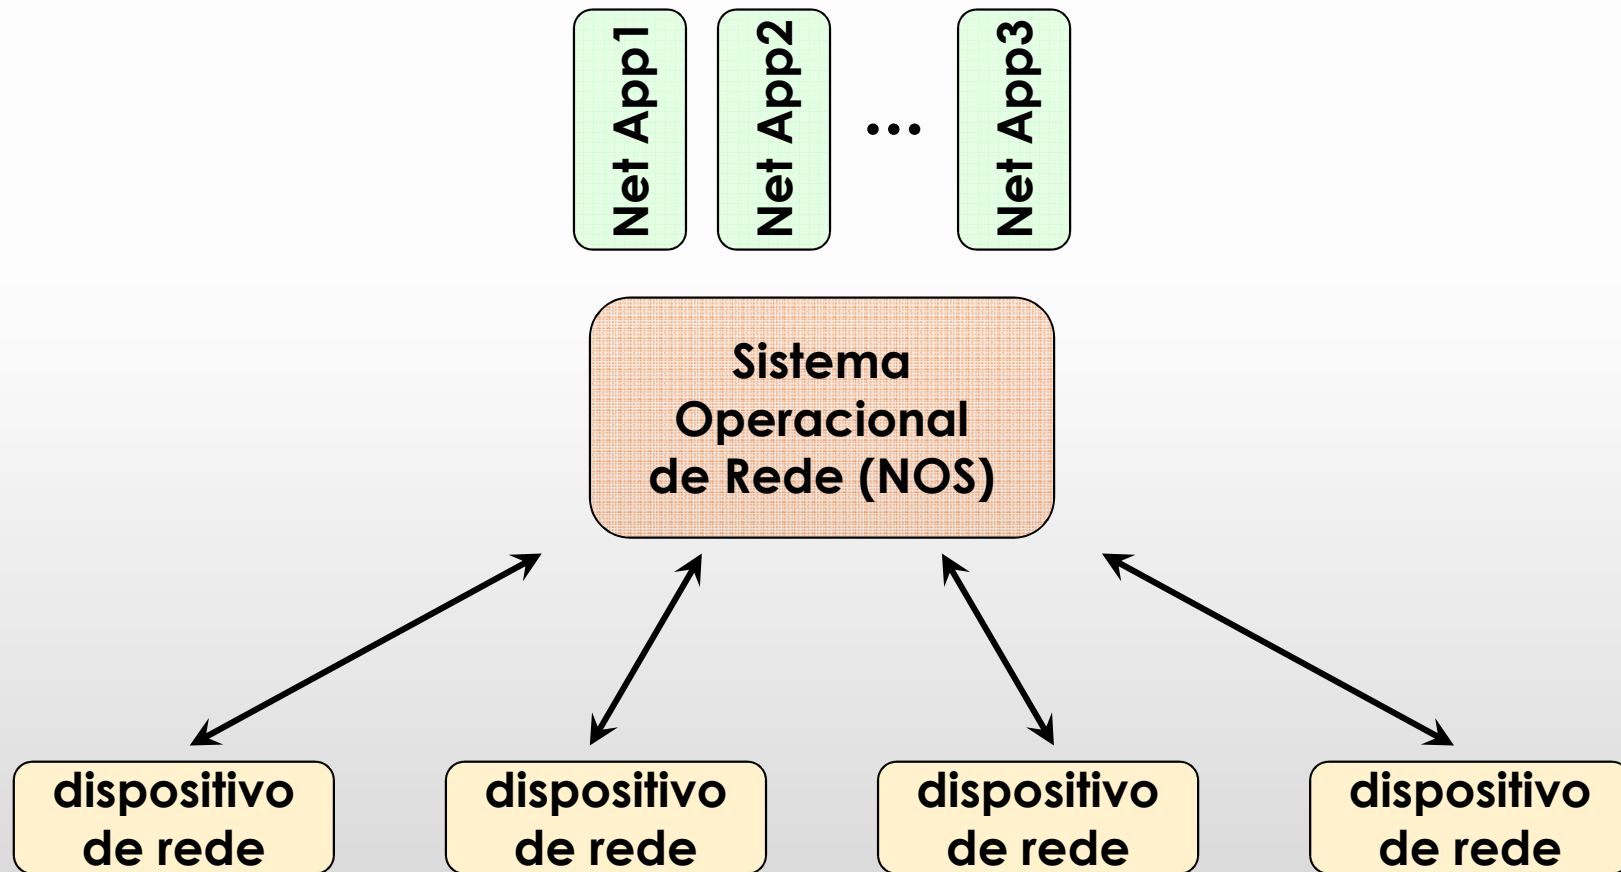 Net App1
Net App2
...
Net App3
Sistema
Operacional
de Rede (NOS)
dispositivo
de rede
dispositivo
de rede
dispositivo
de rede
dispositivo
de rede